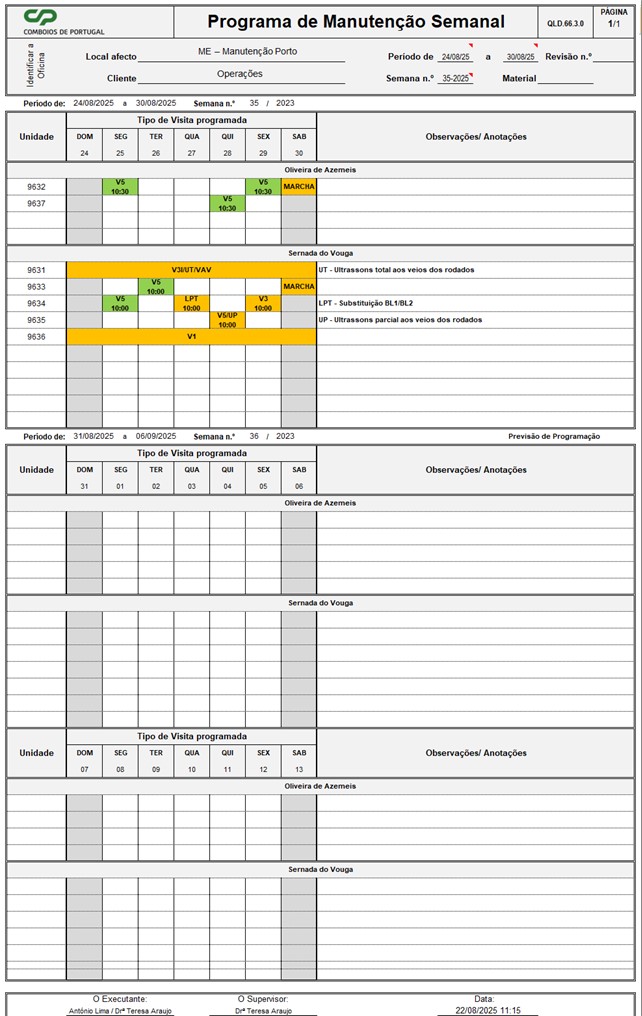 CP
COMBOIOS DE PORTUGAL
Programa de Manutenção Semanal
QLD.66.3.0
PÁGINA
1/1
Identificar a Oficina
Local afecto ME – Manutenção Porto
Periodo de 24/08/25 a 30/08/25 Revisão n.º
Cliente Operações
Semana n.º 35-2025 Material
Periodo de: 24/08/2025 a 30/08/2025 Semana n.º 35 / 2023
Unidade Tipo de Visita programada Observações/ Anotações
DOM SEG TER QUA QUI SEX SAB
24 25 26 27 28 29 30
Oliveira de Azemeis
9632 V5 10:30 V5 10:30 MARCHA
9637 V5 10:30
Sernada do Vouga
9631 V3I/UT/VAV UT - Ultrassons total aos veios dos rodados
9633 V5 10:00 MARCHA
9634 V5 10:00 LPT 10:00 V3 10:00 LPT - Substituição BL1/BL2
9635 V5/UP 10:00 UP - Ultrassons parcial aos veios dos rodados
9636 V1
Periodo de: 31/08/2025 a 06/09/2025 Semana n.º 36 / 2023 Previsão de Programação
Unidade Tipo de Visita programada Observações/ Anotações
DOM SEG TER QUA QUI SEX SAB
31 01 02 03 04 05 06
Oliveira de Azemeis
Sernada do Vouga
Unidade Tipo de Visita programada Observações/ Anotações
DOM SEG TER QUA QUI SEX SAB
07 08 09 10 11 12 13
Oliveira de Azemeis
Sernada do Vouga
O Executante: O Supervisor: Data:
António Lima / Drª Teresa Araujo Drª Teresa Araujo 22/08/2025 11:15